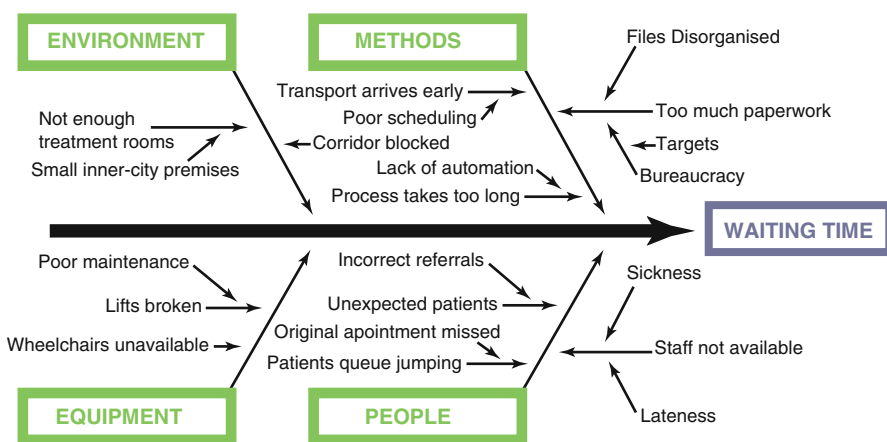 ENVIRONMENT
METHODS
Files Disorganised
Transport arrives early
Poor scheduling
Too much paperwork
Not enough
treatment rooms
Corridor blocked
Targets
Small inner-city premises
Lack of automation
Bureaucracy
Process takes too long
WAITING TIME
Poor maintenance
Incorrect referrals
Sickness
Lifts broken
Unexpected patients
Original apointment missed
Wheelchairs unavailable
Staff not available
Patients queue jumping
EQUIPMENT
PEOPLE
Lateness